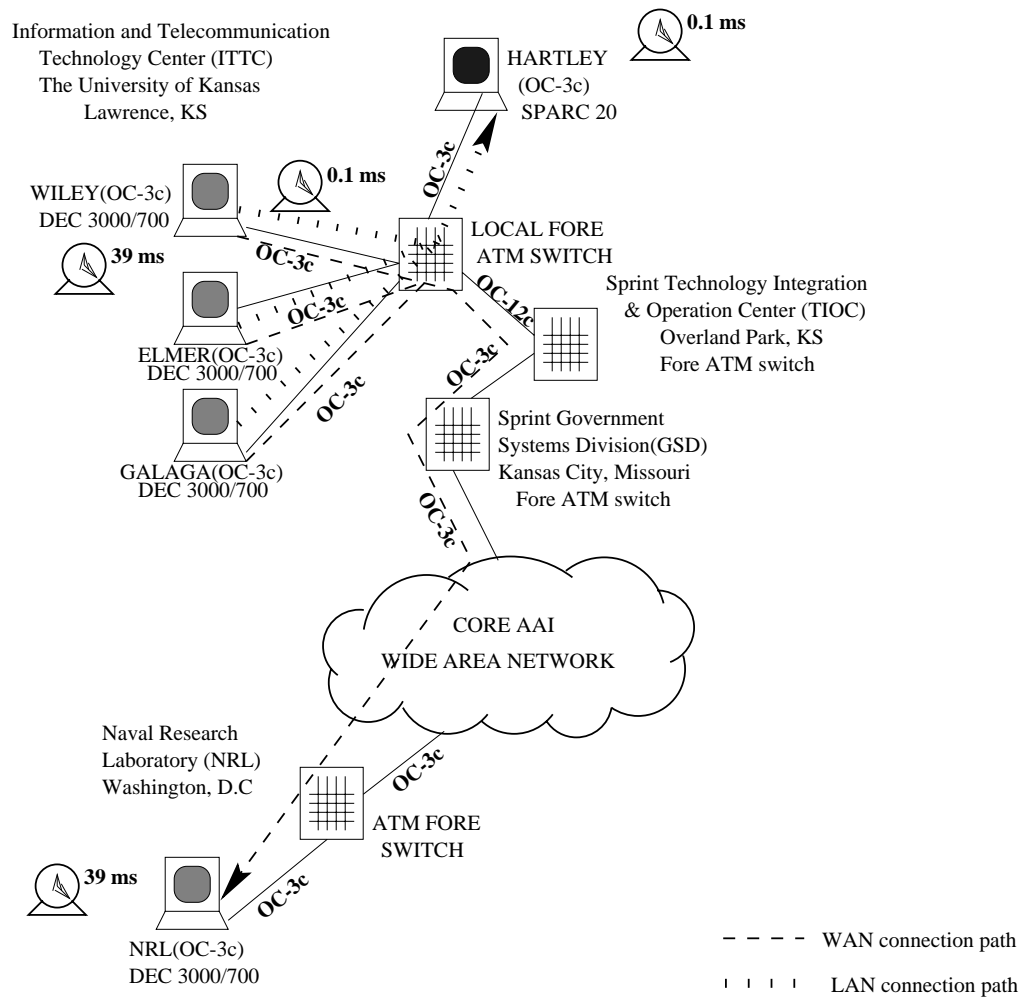 Information and Telecommunication
Technology Center (ITTC)
The University of Kansas
Lawrence, KS
0.1 ms
HARTLEY
(OC-3c)
SPARC 20
OC-3c
WILEY(OC-3c)
DEC 3000/700
0.1 ms
OC-3c
LOCAL FORE
ATM SWITCH
39 ms
OC-3c
ELMER(OC-3c)
DEC 3000/700
OC-12c
Sprint Technology Integration
& Operation Center (TIOC)
Overland Park, KS
Fore ATM switch
OC-3c
OC-3c
GALAGA(OC-3c)
DEC 3000/700
Sprint Government
Systems Division(GSD)
Kansas City, Missouri
Fore ATM switch
OC-3c
CORE AAI
WIDE AREA NETWORK
Naval Research
Laboratory (NRL)
Washington, D.C
OC-3c
ATM FORE
SWITCH
39 ms
OC-3c
NRL(OC-3c)
DEC 3000/700
WAN connection path
LAN connection path